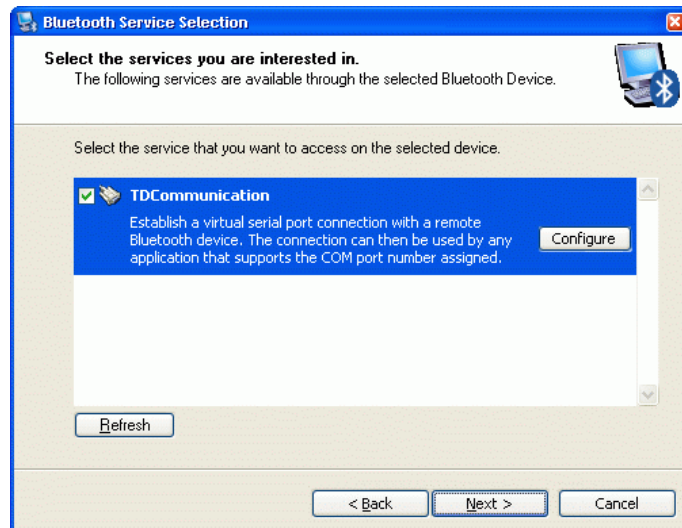 Bluetooth Service Selection
Select the services you are interested in.
The following services are available through the selected Bluetooth Device.
Select the service that you want to access on the selected device.
TDCommunication
Establish a virtual serial port connection with a remote
Bluetooth device. The connection can then be used by any
application that supports the COM port number assigned.
Configure
Refresh
< Back
Next >
Cancel